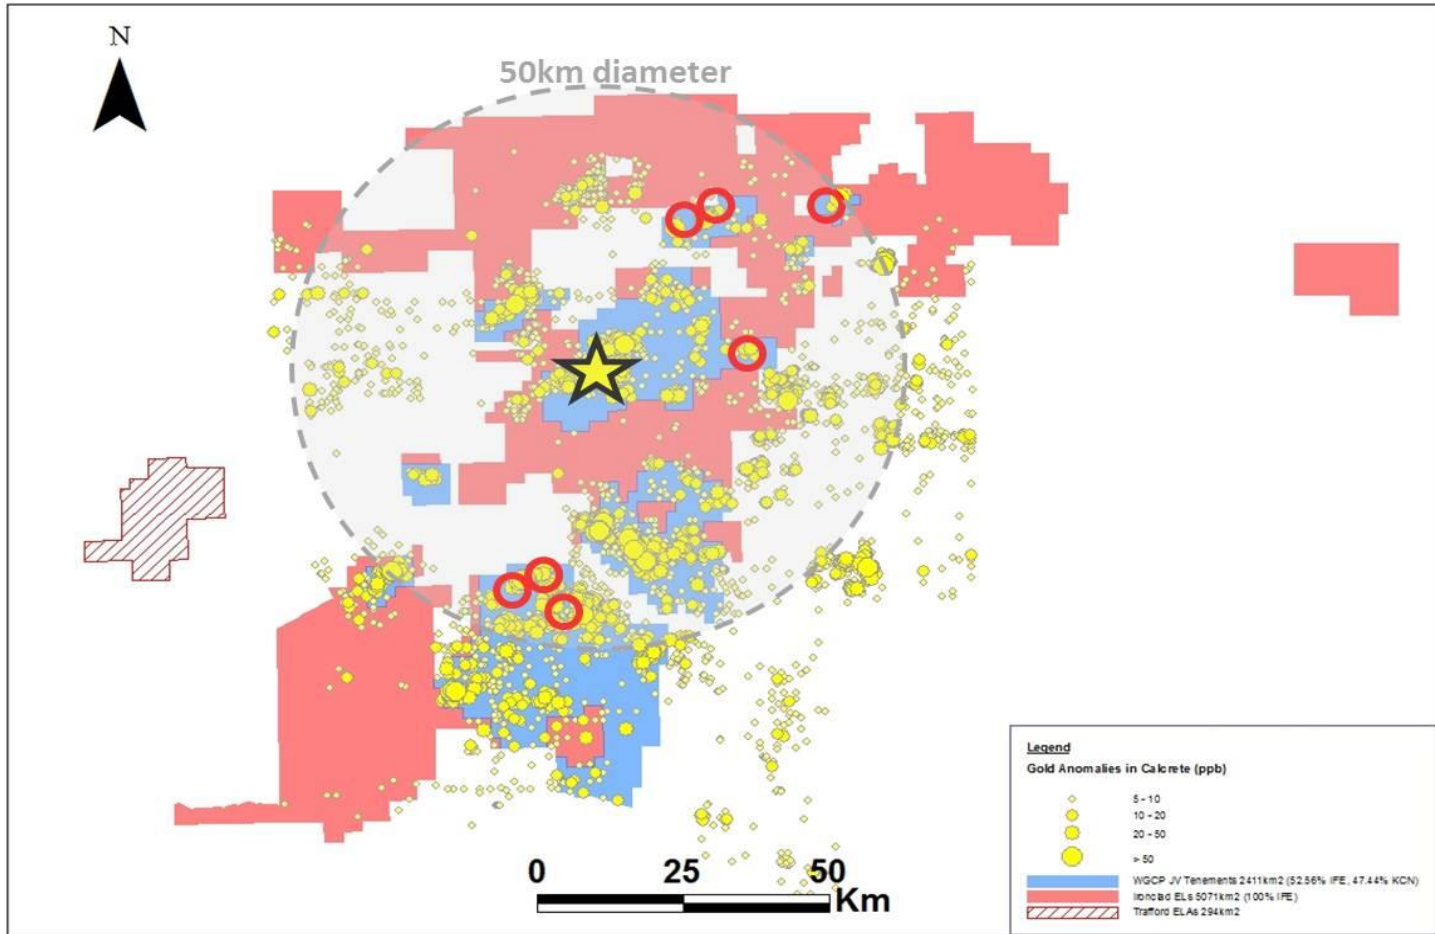 N
50km diameter
0 25 50
Km
Legend
Gold Anomalies in Calcrete (ppb)
5 - 10
10 - 20
20 - 50
> 50
WGCP JV Tenements 2411km2 (52.56% IFE, 47.44% KCN)
Ironclad ELs 5071km2 (100% IFE)
Trafford ELAs 294km2